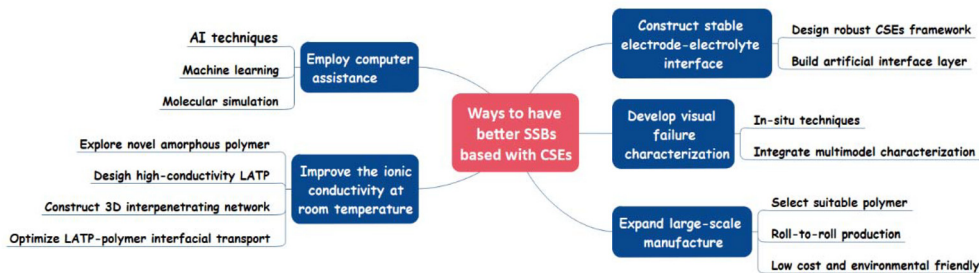 AI techniques
Machine learning
Molecular simulation
Employ computer
assistance
Explore novel amorphous polymer
Desigh high-conductivity LATP
Construct 3D interpenetrating network
Optimize LATP-polymer interfacial transport
Improve the ionic
conductivity at
room temperature
Ways to have
better SSBs
based with CSEs
Construct stable
electrode-electrolyte
interface
Design robust CSEs framework
Build artificial interface layer
Develop visual
failure
characterization
In-situ techniques
Integrate multimodel characterization
Expand large-scale
manufacture
Select suitable polymer
Roll-to-roll production
Low cost and environmental friendly